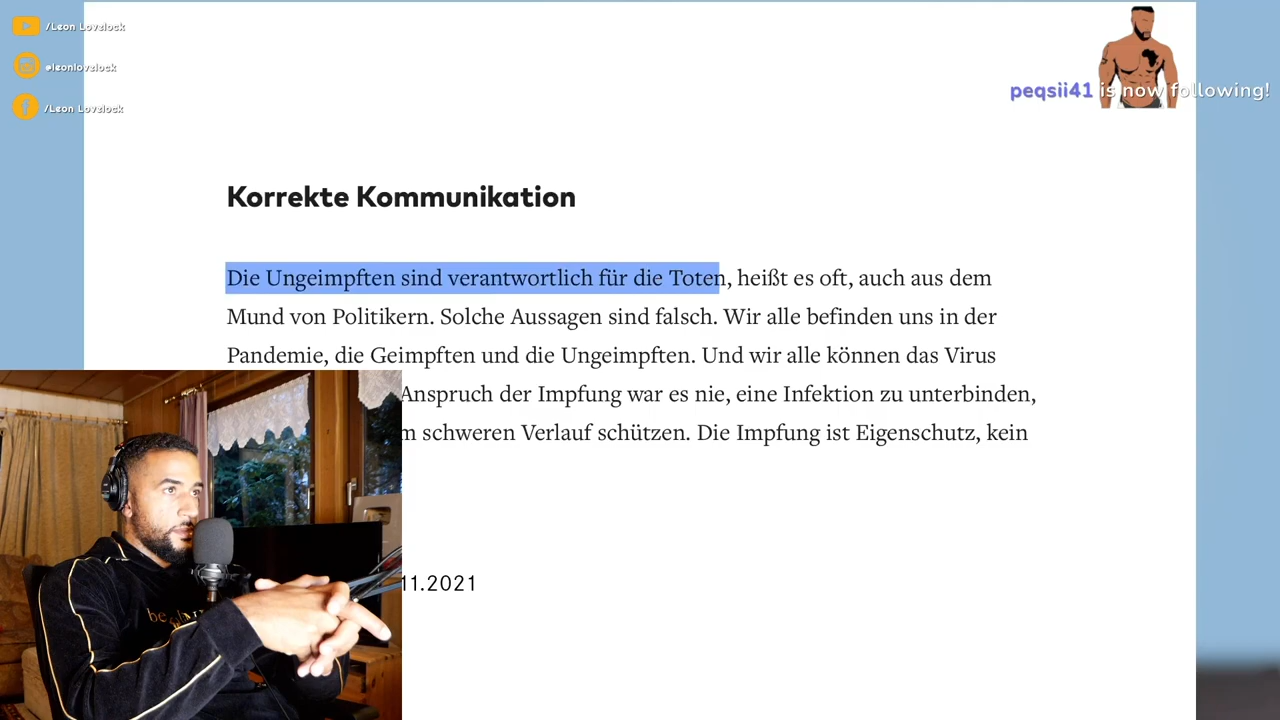 /Leon Lovelock
@leonlovelock
/Leon Lovelock
peqsii41 is now following!
Korrekte Kommunikation
Die Ungeimpften sind verantwortlich für die Toten, heißt es oft, auch aus dem
Mund von Politikern. Solche Aussagen sind falsch. Wir alle befinden uns in der
Pandemie, die Geimpften und die Ungeimpften. Und wir alle können das Virus
Anspruch der Impfung war es nie, eine Infektion zu unterbinden,
schweren Verlauf schützen. Die Impfung ist Eigenschutz, kein
11.2021